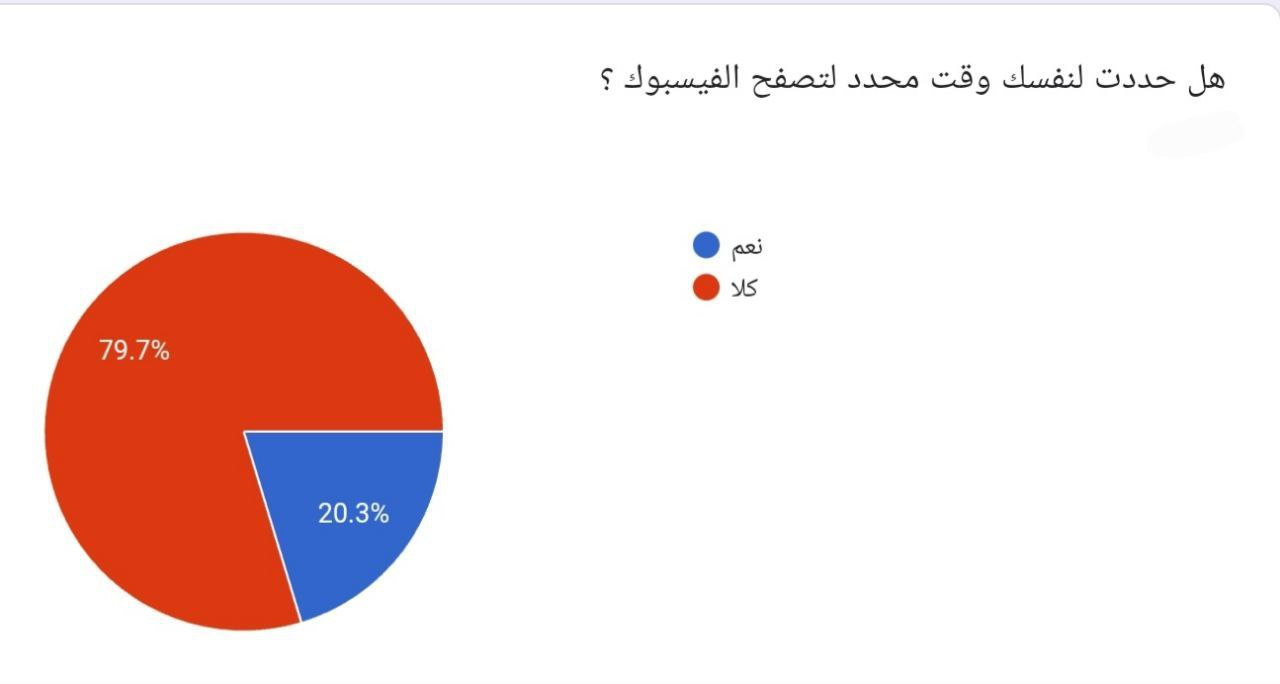 هل حددت لنفسك وقت محدد لتصفح الفيسبوك ؟
نعم
كلا
79.7%
20.3%